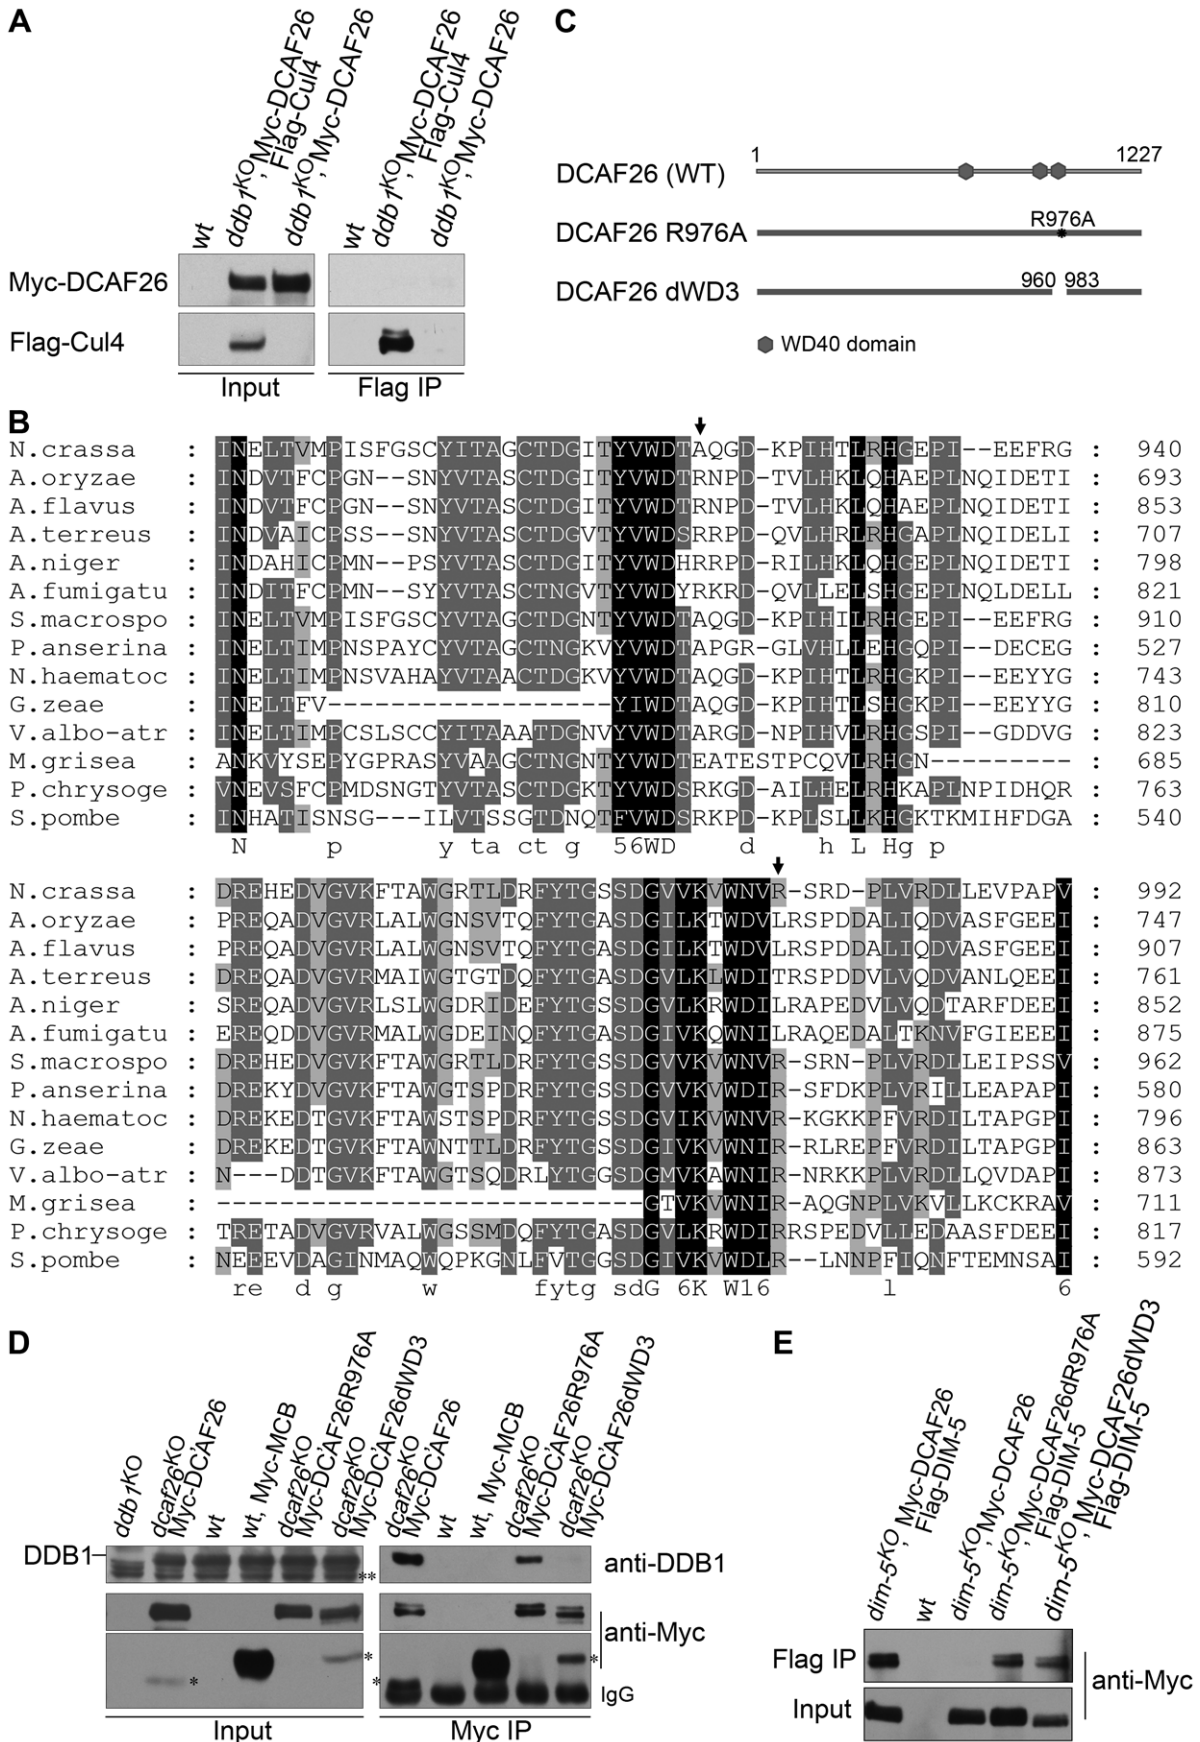 A
wt
ddb1KO, Myc-DCAF26
Flag-Cul4
ddb1KO, Myc-DCAF26
wt
ddb1KO, Myc-DCAF26
Flag-Cul4
ddb1KO, Myc-DCAF26
Myc-DCAF26
Flag-Cul4
Input
Flag IP
C
1 1227
DCAF26 (WT)
R976A
DCAF26 R976A
960 983
DCAF26 dWD3
WD40 domain
B
N.crassa : INELTVMPISFGSCYITAGCTDGITYVWDTAQGD-KPIHTLRHGEPI--EEFRG : 940
A.oryzae : INDVTFCPGN--SNYVTASCTDGITYVWDTRNPD-TVLHKLQHAEPLNQIDETI : 693
A.flavus : INDVTFCPGN--SNYVTASCTDGITYVWDTRNPD-TVLHKLQHAEPLNQIDETI : 853
A.terreus : INDVAICPSS--SNYVTASCTDGVTYVWDSRRPD-QVLHRLRHGAPLNQIDELI : 707
A.niger : INDAHICPMN--PSYVTASCTDGITYVWDHRRPD-RILHKLQHGEPLNQIDETI : 798
A.fumigatu : INDITFCPMN--SYYVTASCTNGVTYVWDYRKRD-QVLLELSHGEPLNQLDELL : 821
S.macrospo : INELTVMPISFGSCYITAGCTDGNTYVWDTAQGD-KPIHILRHGEPI--EEFRG : 910
P.anserina : INELTIMPNSPAYCYVTAGCTNGKVYVWDTAPGR-GLVHLLEHGQPI--DECEG : 527
N.haematoc : INELTIMPNSVAHAYVTAACTDGKVYVWDTAQGD-KPIHTLRHGKPI--EEYYG : 743
G.zeae : INELTFV------------------YIWDTAQGD-KPIHTLSHGKPI--EEYYG : 810
V.albo-atr : INELTIMPCSLSCCYITAAATDGNVYVWDTARGD-NPIHVLRHGSPI--GDDVG : 823
M.grisea : ANKVYSEPYGPRASYVAAGCTNGNTYVWDTEATESTPCQVLRHGN--------- : 685
P.chrysoge : VNEVSFCPMDSNGTYVTASCTDGKTYVWDSRKGD-AILHELRHKAPLNPIDHQR : 763
S.pombe : INHATISNSG---ILVTSSGTDNQTFVWDSRKPD-KPLSLLKHGKTKMIHFDGA : 540
N p y ta ct g 56WD d h L Hg p
N.crassa : DREHEDVGVKFTAWGRTLDRFYTGSSDGVVKVWNVR-SRD-PLVRDLLEVPAPV : 992
A.oryzae : PREQADVGVRLALWGNSVTQFYTGASDGILKTWDVLRSPDDALIQDVASFGEEI : 747
A.flavus : PREQADVGVRLALWGNSVTQFYTGASDGILKTWDVLRSPDDALIQDVASFGEEI : 907
A.terreus : DREQADVGVRMAIWGTGTDQFYTGASDGVLKLWDITRSPDDVLVQDVANLQEEI : 761
A.niger : SREQADVGVRLSLWGDRIDEFYTGSSDGVLKRWDILRAPEDVLVQDTARFDEEI : 852
A.fumigatu : EREQDDVGVRMALWGDEINQFYTGASDGVIKQWNILRAQEDALTKNVFGIEEEI : 875
S.macrospo : DREHEDVGVKFTAWGRTLDRFYTGSSDGVVKVWNVR-SRN-PLVRDLLEIPSSV : 962
P.anserina : DREKYDVGVKFTAWGTSPDRFYTGSSDGVVKVWDIR-SFDKPLVRILLEAPAPI : 580
N.haematoc : DREKEDTGVKFTAWSTSPDRFYTGSSDGVIKVWNVR-KGKKPFVRDILTAPGPI : 796
G.zeae : DREKEDTGVKFTAWNTTLDRFYTGSSDGVVKVWNIR-RLREPFVRDILTAPGPI : 863
V.albo-atr : N---DDTGVKFTAWGTSQDRLYTGGSDGMVKAWNIR-NRKKPLVRDLLQVDAPI : 873
M.grisea : ---------------------------GTVKVWNIR-AQGNPLVKVLLKCKRAV : 711
P.chrysoge : TRETADVGVRVALWGSSMDQFYTGASDGVLKRWDIRRSPEDVLLEDAASFDEEI : 817
S.pombe : NEEEVDAGINMAQWQPKGNLFVTGGSDGIVKVWDLR-LNNPFIQNFTEMNSAI : 592
re d g w fytg sdG 6K W16 l 6
D
ddb1KO
dcaf26KO
Myc-DCAF26
wt
wt, Myc-MCB
dcaf26KO
Myc-DCAF26R976A
dcaf26KO
Myc-DCAF26dWD3
dcaf26KO
Myc-DCAF26
wt
wt, Myc-MCB
dcaf26KO
Myc-DCAF26R976A
dcaf26KO
Myc-DCAF26dWD3
DDB1
**
anti-DDB1
anti-Myc
*
*
*
*
IgG
Input
Myc IP
E
dim-5KO, Myc-DCAF26
Flag-DIM-5
wt
dim-5KO, Myc-DCAF26
dim-5KO, Myc-DCAF26dR976A
Flag-DIM-5
dim-5KO, Myc-DCAF26dWD3
Flag-DIM-5
Flag IP
Input
anti-Myc